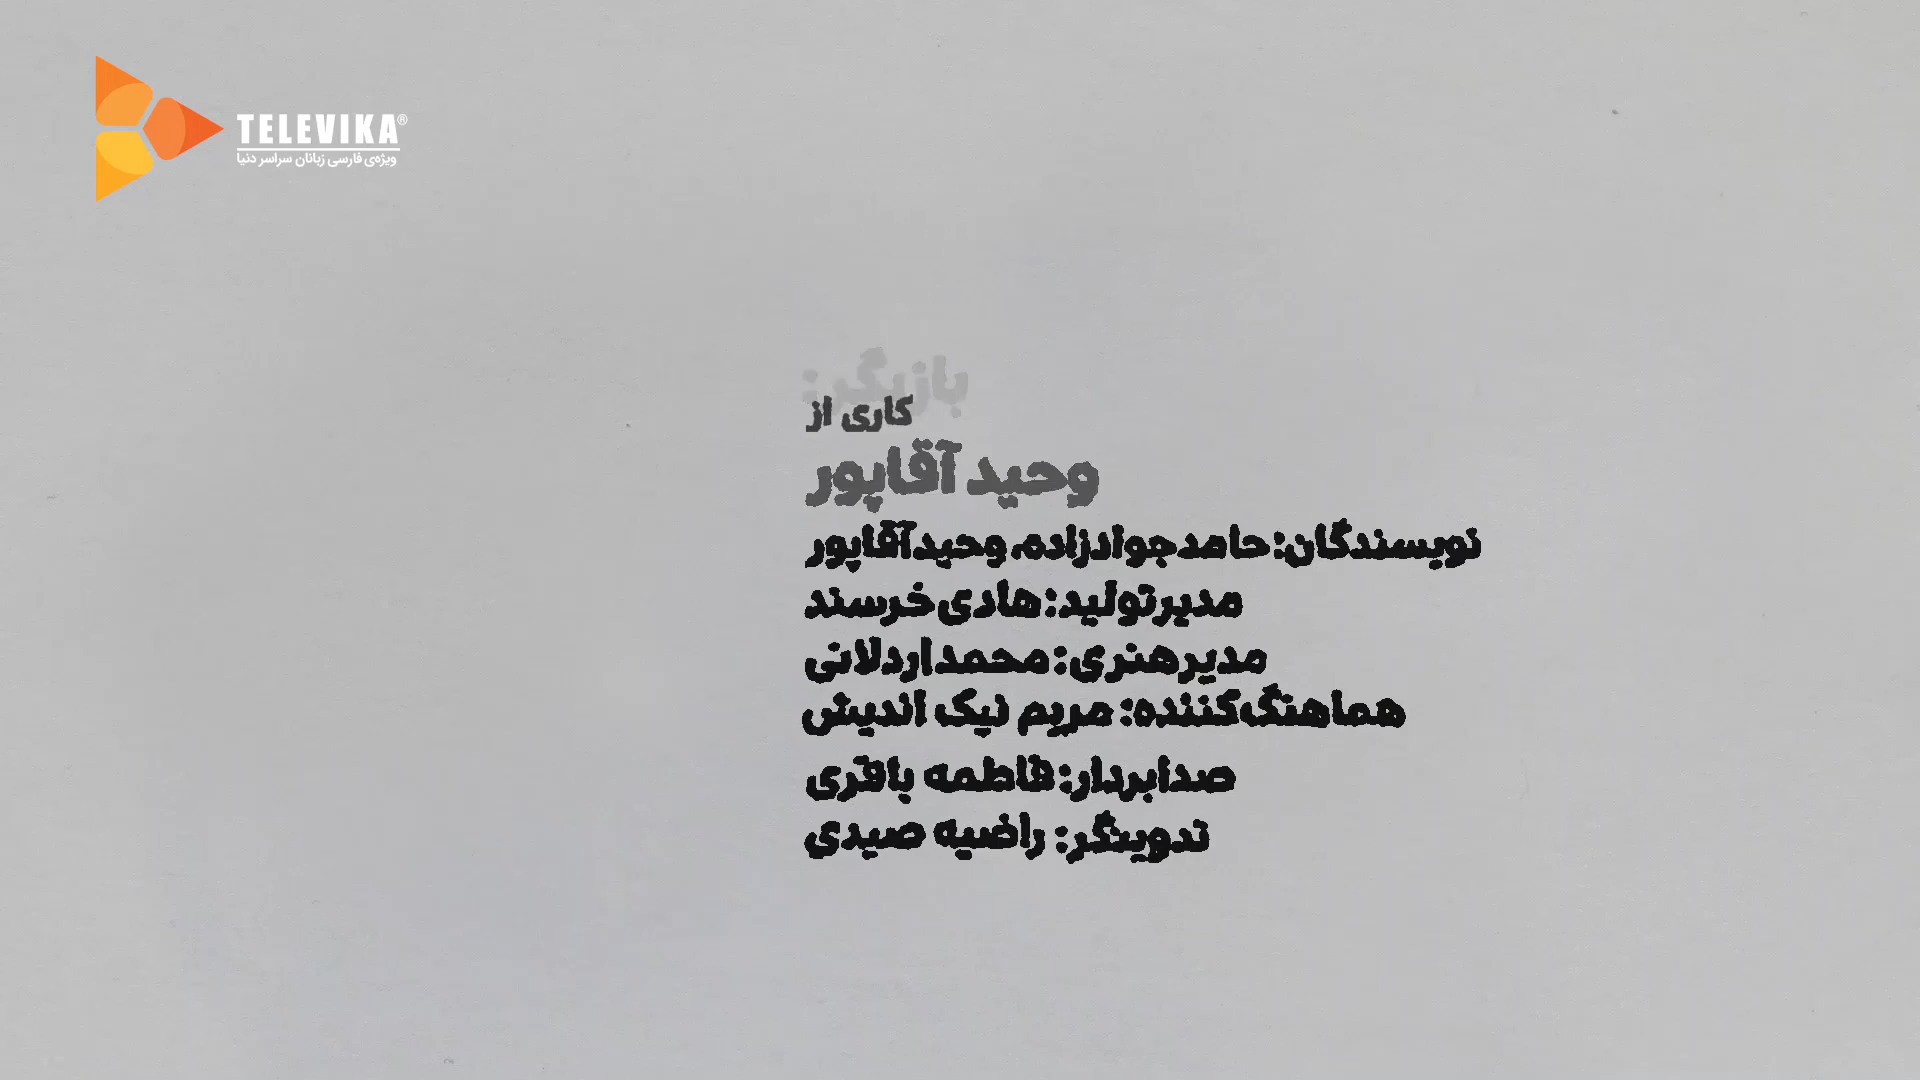 TELEVIKA®
ویژه‌ی فارسی زبانان سراسر دنیا
بازیگر:
کاری از
وحید آقاپور
نویسندگان: حامد جوادزاده، وحید آقاپور
مدیر تولید: هادی خرسند
مدیر هنری: محمد اردلانی
هماهنگ‌کننده: مریم نیک اندیش
صدابردار: فاطمه باقری
تدوینگر: راضیه صیدی